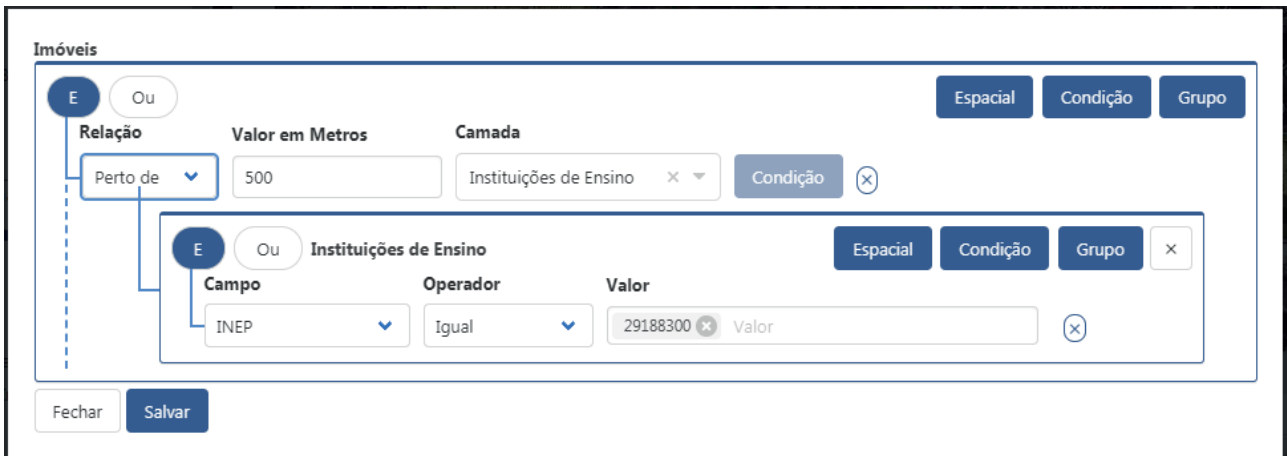 Imóveis
E Ou Espacial Condição Grupo
Relação Valor em Metros Camada
Perto de 500 Instituições de Ensino × Condição
E Ou Instituições de Ensino Espacial Condição Grupo ×
Campo Operador Valor
INEP Igual 29188300 Valor
Fechar Salvar